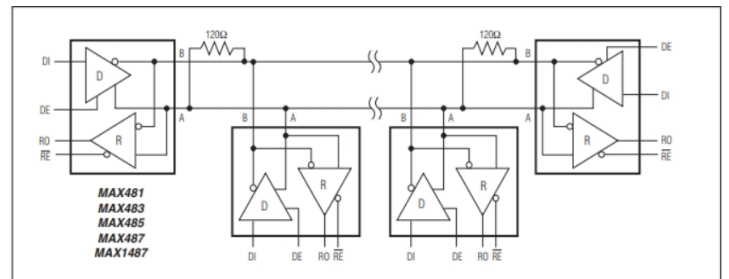 120Ω
120Ω
B
B
DI
D
DE
D
DE
DI
A
B
A
B
A
A
RO
R
RE
R
RO
RE
MAX481
MAX483
MAX485
MAX487
MAX1487
D
R
D
R
DI
DE
RO
RE
DI
DE
RO
RE